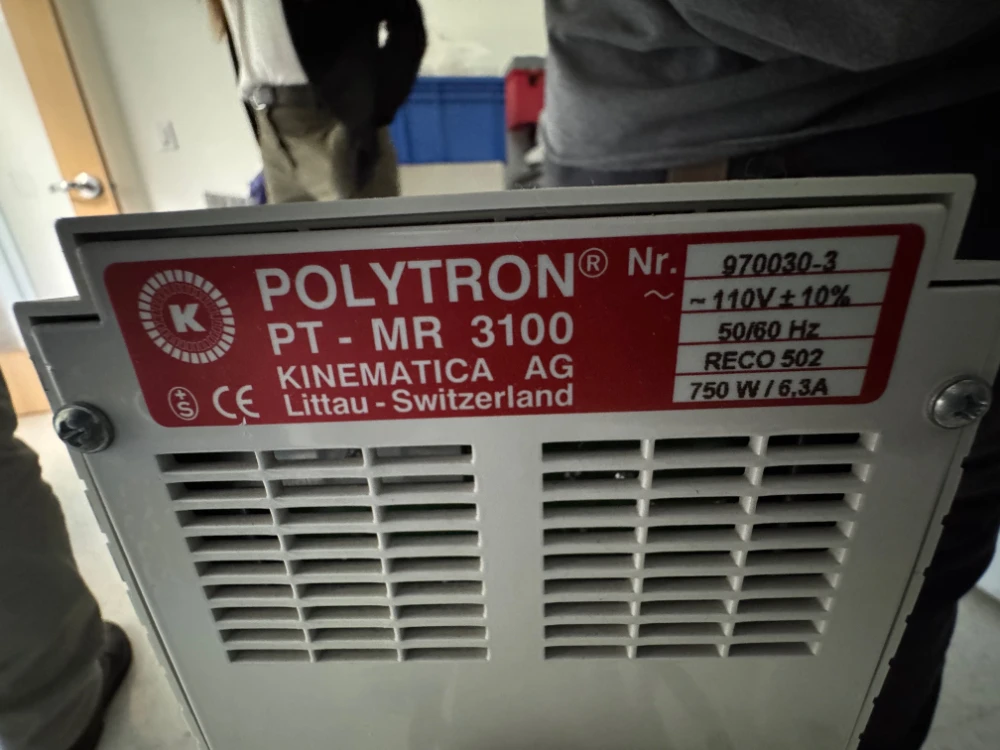 POLYTRON® Nr. 970030-3
PT - MR 3100 ~ ~ 110V ± 10%
50/60 Hz
KINEMATICA AG RECO 502
Littau - Switzerland 750 W / 6,3A
K
+S CE